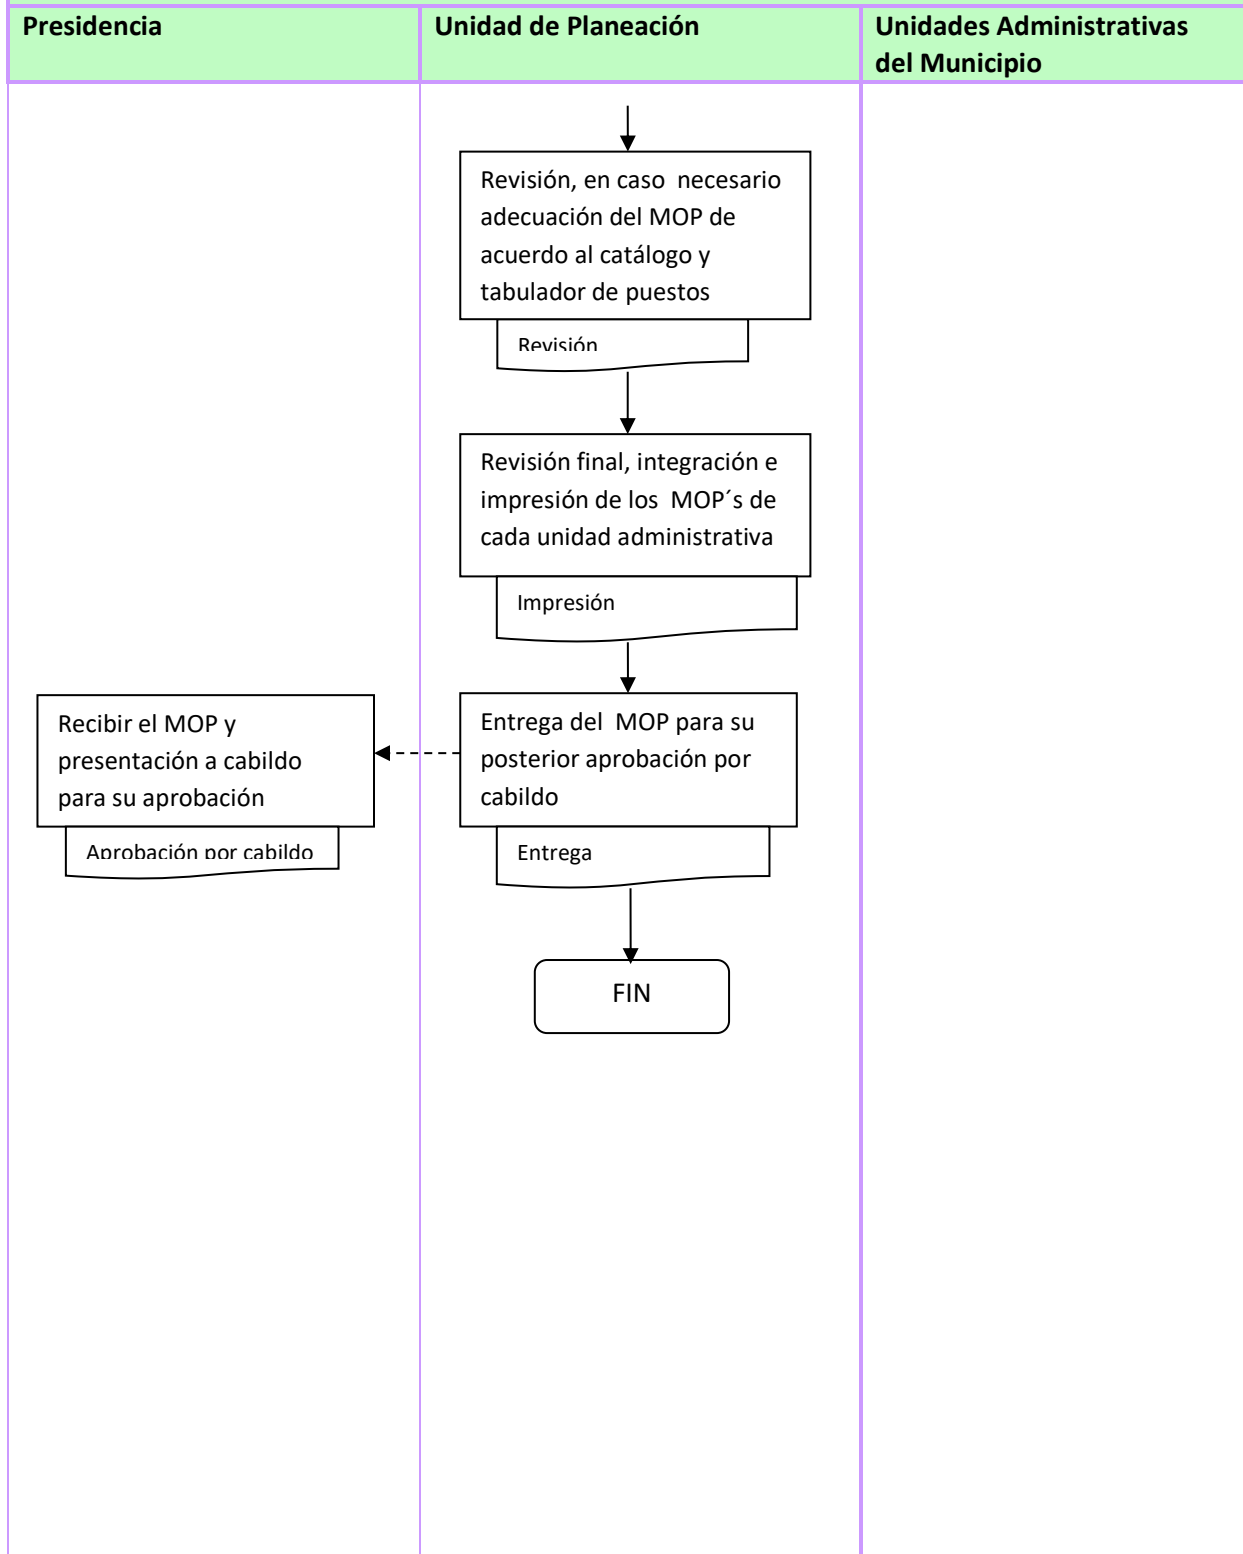 Presidencia
Unidad de Planeación
Unidades Administrativas
del Municipio
Revisión, en caso  necesario
adecuación del MOP de
acuerdo al catálogo y
tabulador de puestos
Revisión
Revisión final, integración e
impresión de los  MOP´s de
cada unidad administrativa
Impresión
Recibir el MOP y
presentación a cabildo
para su aprobación
Aprobación por cabildo
Entrega del  MOP para su
posterior aprobación por
cabildo
Entrega
FIN